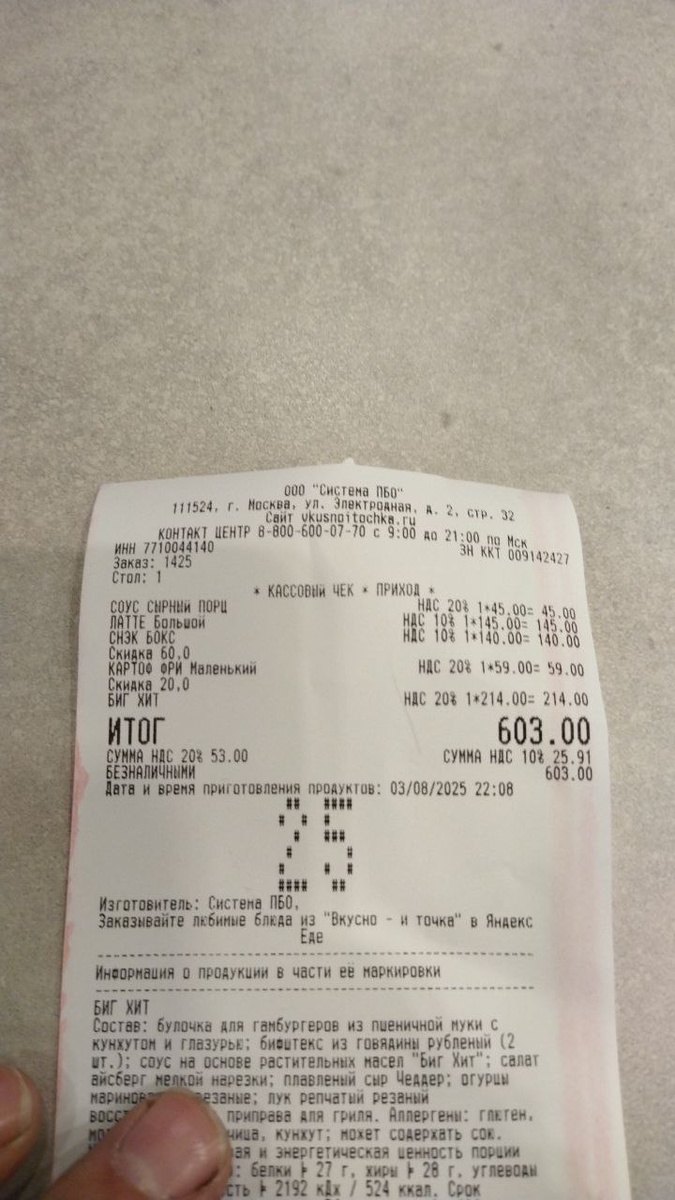 ООО "Система ПБО"
111524, г. Москва, ул. Электродная, д. 2, стр. 32
Сайт vkusnoitochka.ru
КОНТАКТ ЦЕНТР 8-800-600-07-70 с 9:00 до 21:00 по Мск
ИНН 7710044140 ЗН ККТ 009142427
Заказ: 1425
Стол: 1
* КАССОВЫЙ ЧЕК * ПРИХОД *
СОУС СЫРНЫЙ ПОРЦ НДС 20% 1*45.00= 45.00
ЛАТТЕ Большой НДС 10% 1*145.00= 145.00
СНЭК БОКС НДС 10% 1*140.00= 140.00
Скидка 60,0
КАРТОФ ФРИ Маленький НДС 20% 1*59.00= 59.00
Скидка 20,0
БИГ ХИТ НДС 20% 1*214.00= 214.00
ИТОГ 603.00
СУММА НДС 20% 53.00 СУММА НДС 10% 25.91
БЕЗНАЛИЧНЫМИ 603.00
Дата и время приготовления продуктов: 03/08/2025 22:08
25
Изготовитель: Система ПБО,
Заказывайте любимые блюда из "Вкусно - и точка" в Яндекс
Еде
Информация о продукции в части её маркировки
БИГ ХИТ
Состав: булочка для гамбургеров из пшеничной муки с
кунжутом и глазурью; бифштекс из говядины рубленый (2
шт.); соус на основе растительных масел "Биг Хит"; салат
айсберг мелкой нарезки; плавленый сыр Чеддер; огурцы
лук репчатый резаный
приправа для гриля. Аллергены: глютен,
кунжут; может содержать сою.
и энергетическая ценность порции
белки ⊧ 27 г, жиры ⊧ 28 г, углеводы
⊧ 2192 кДж / 524 ккал. Срок